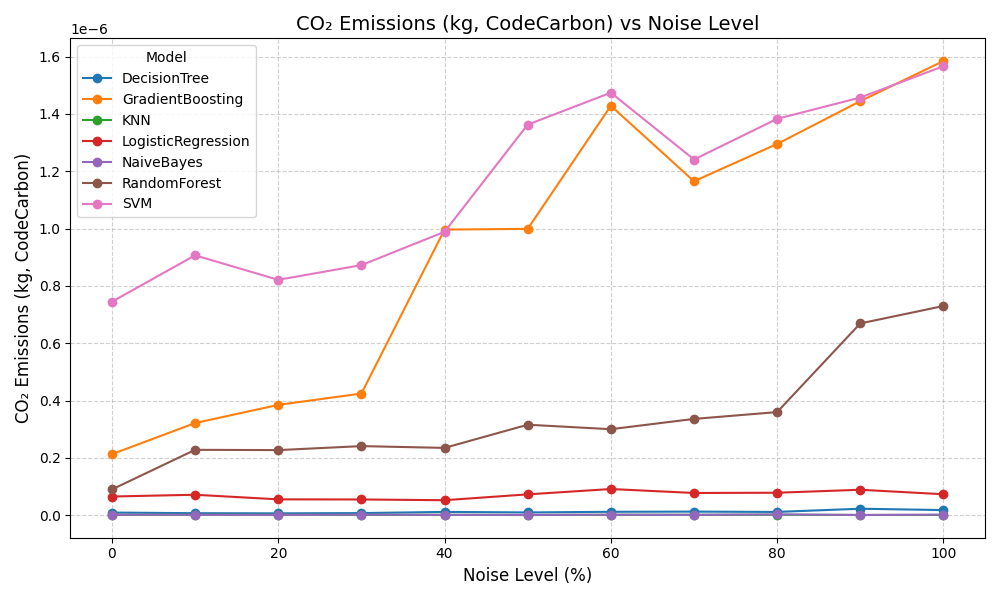 CO₂ Emissions (kg, CodeCarbon) vs Noise Level
1e−6
Model
DecisionTree
GradientBoosting
KNN
LogisticRegression
NaiveBayes
RandomForest
SVM
CO₂ Emissions (kg, CodeCarbon)
1.6
1.4
1.2
1.0
0.8
0.6
0.4
0.2
0.0
0 20 40 60 80 100
Noise Level (%)